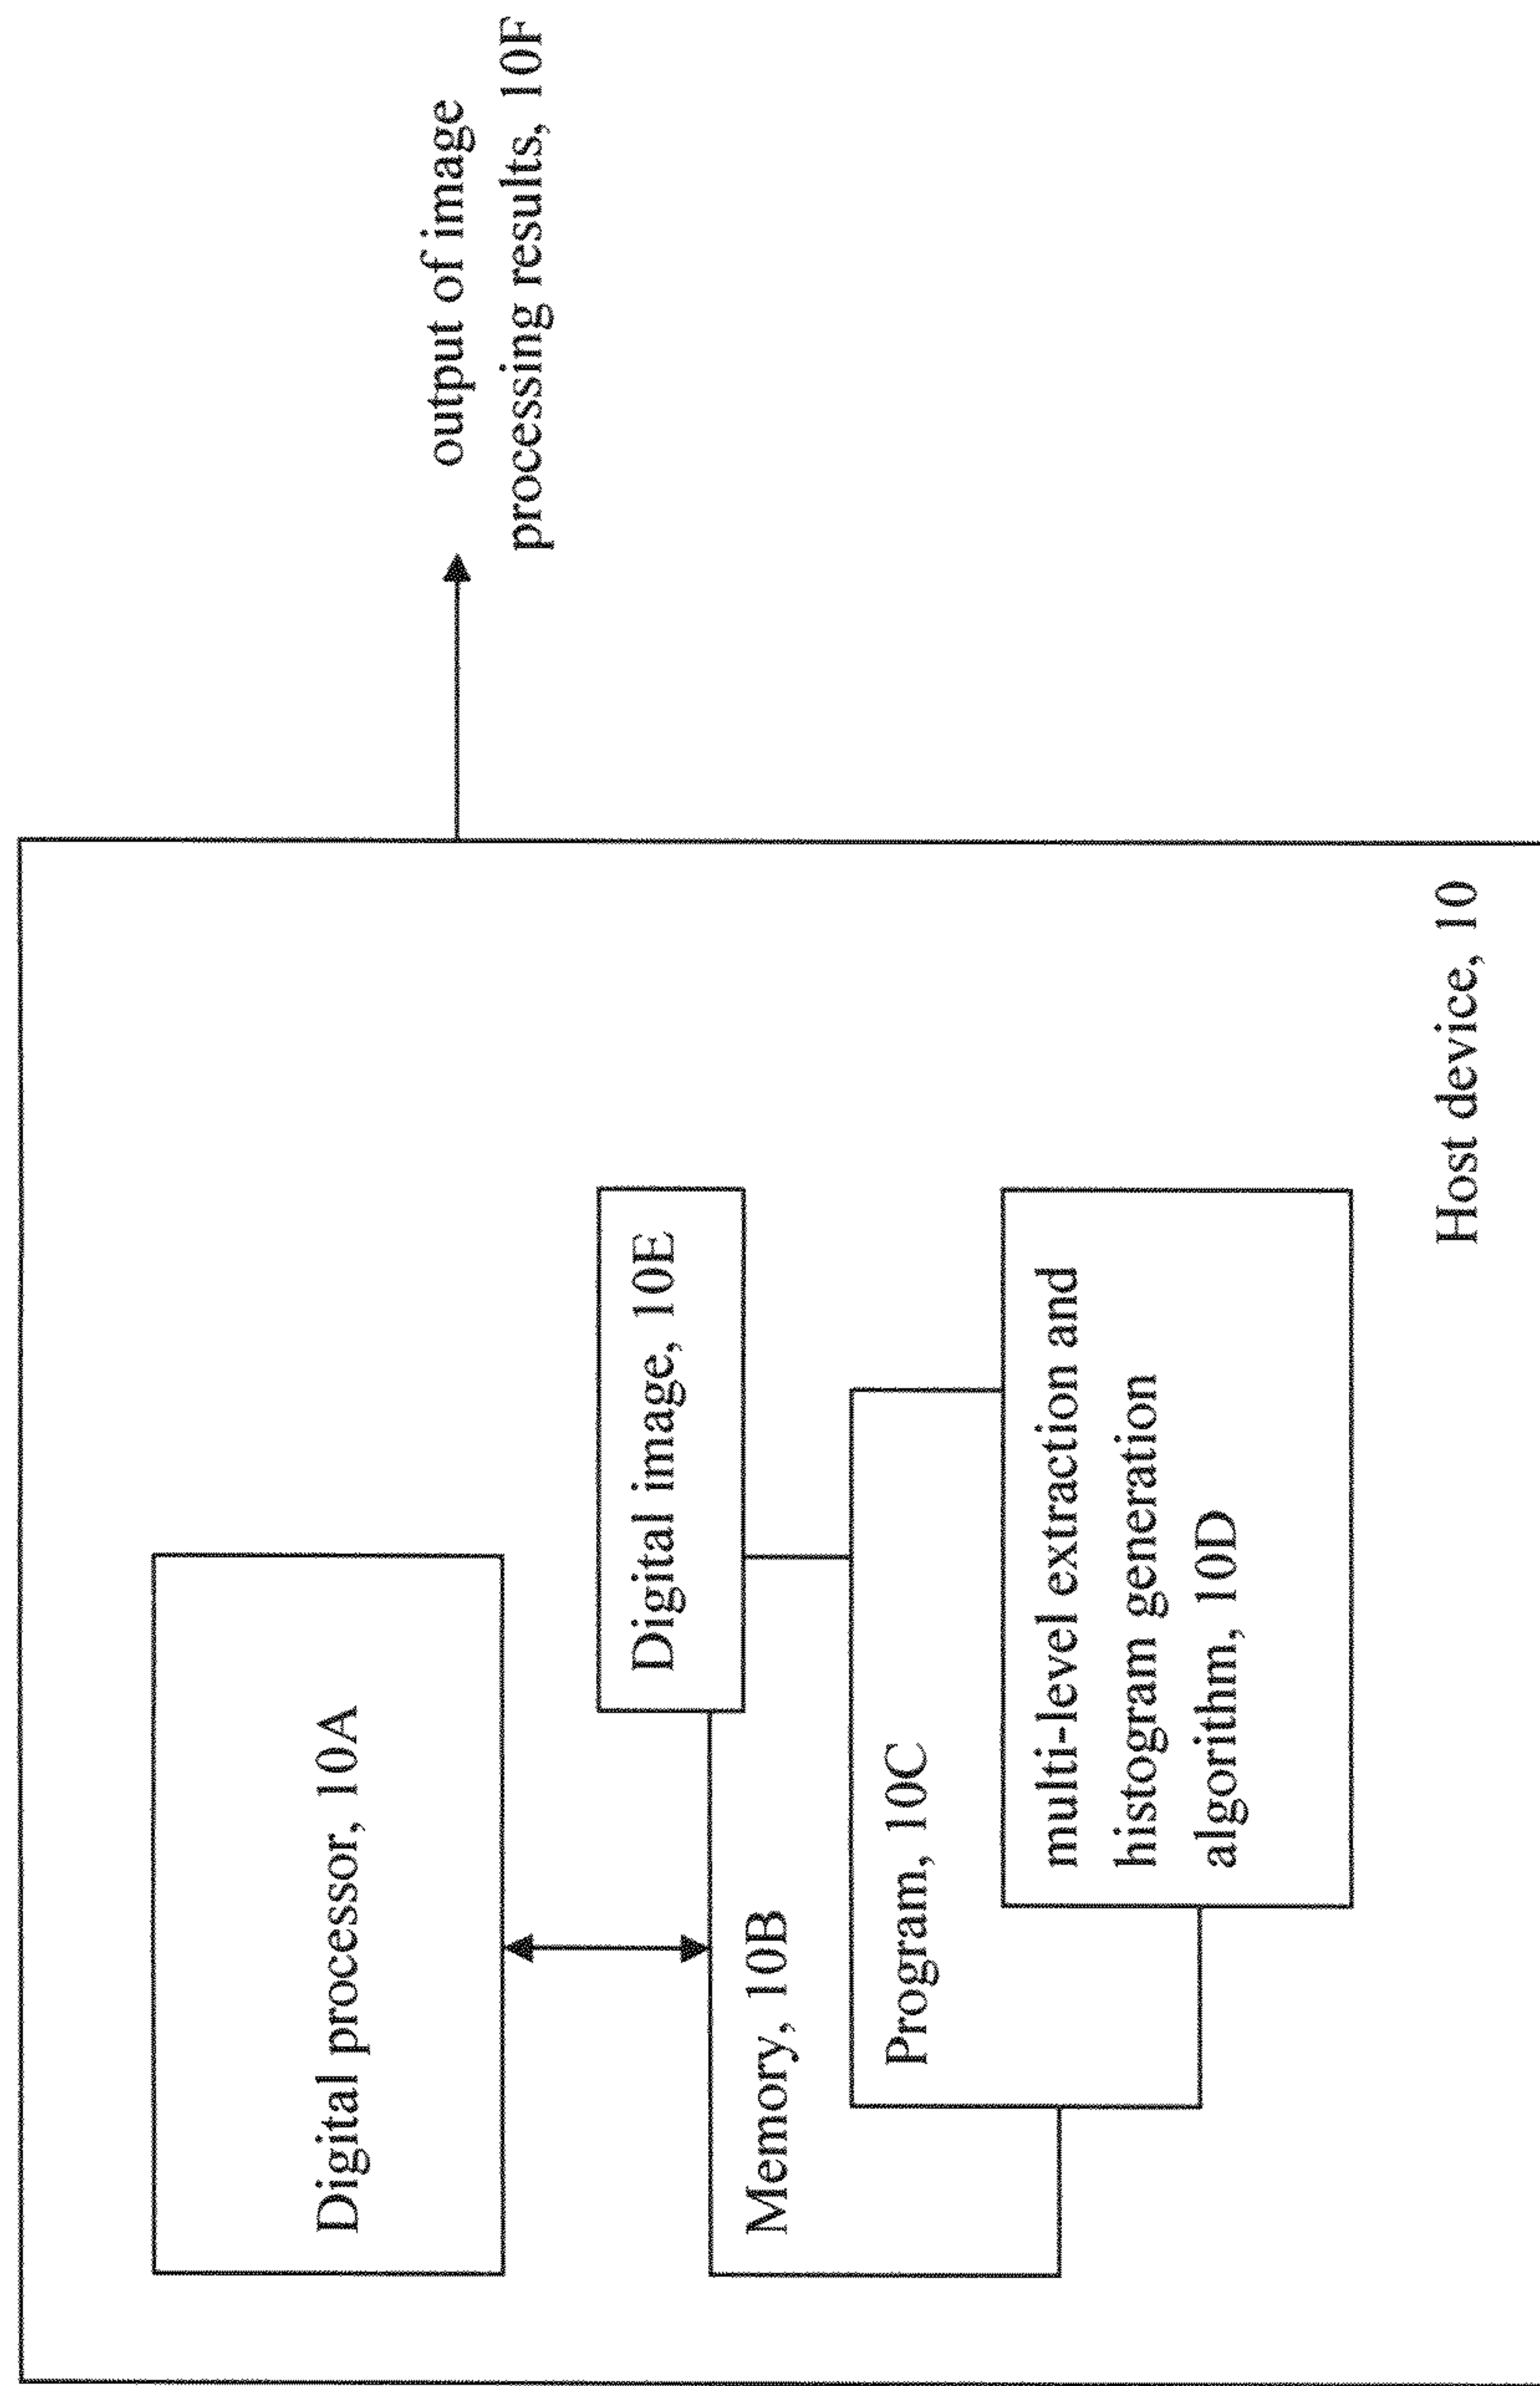 Digital processor, 10A
output of image
processing results, 10F
Digital image, 10E
Memory, 10B
Program, 10C
multi-level extraction and
histogram generation
algorithm, 10D
Host device, 10